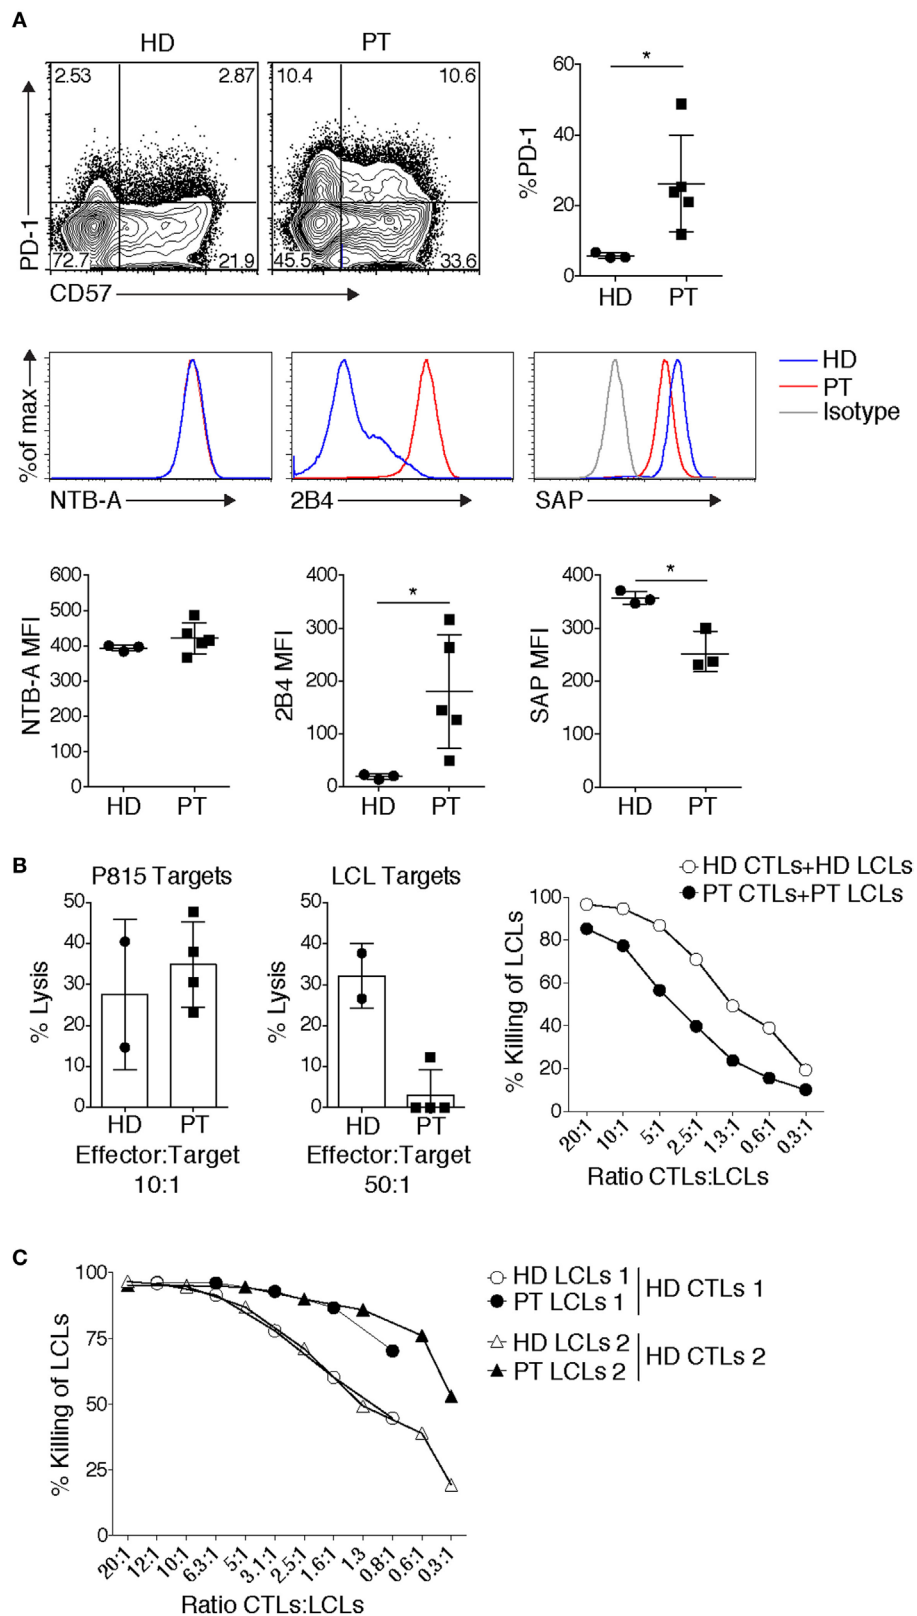 A
HD PT
2.53 2.87 10.4 10.6
72.7 21.9 45.5 33.6
PD-1
CD57
60
40
20
0
%PD-1
*
HD PT
%of max
NTB-A 2B4 SAP
HD
PT
Isotype
600
500
400
300
200
100
0
NTB-A MFI
HD PT
400
300
200
100
0
2B4 MFI
*
HD PT
400
300
200
100
0
SAP MFI
*
HD PT
B
P815 Targets
50
40
30
20
10
0
% Lysis
HD PT
Effector:Target
10:1
LCL Targets
50
40
30
20
10
0
% Lysis
HD PT
Effector:Target
50:1
HD CTLs+HD LCLs
PT CTLs+PT LCLs
100
80
60
40
20
0
% Killing of LCLs
20:1 10:1 5:1 2.5:1 1.3:1 0.6:1 0.3:1
Ratio CTLs:LCLs
C
100
75
50
25
0
% Killing of LCLs
20:1 12:1 10:1 6.3:1 5:1 3.1:1 2.5:1 1.6:1 1.3 0.8:1 0.6:1 0.3:1
Ratio CTLs:LCLs
HD LCLs 1
PT LCLs 1
HD CTLs 1
HD LCLs 2
PT LCLs 2
HD CTLs 2